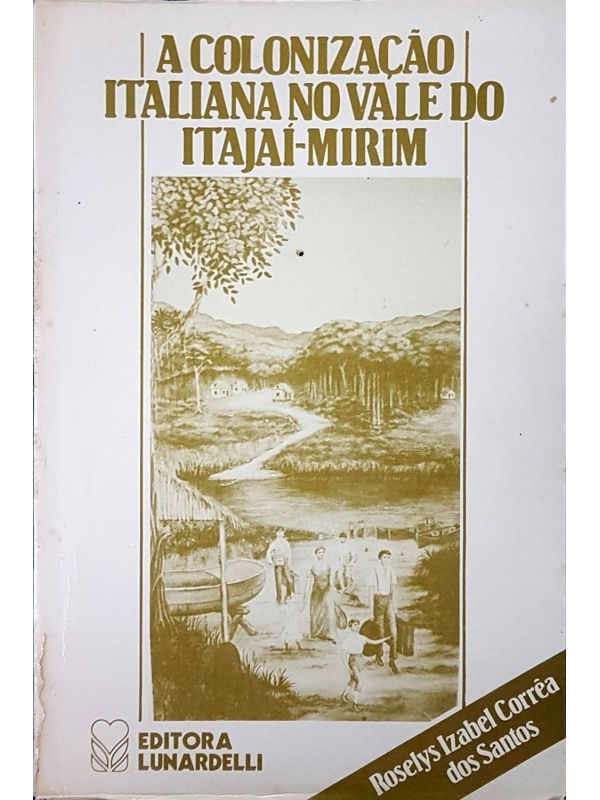 A COLONIZAÇÃO
ITALIANA NO VALE DO
ITAJAÍ-MIRIM
EDITORA
LUNARDELLI
Roselys Izabel Corrêa
dos Santos